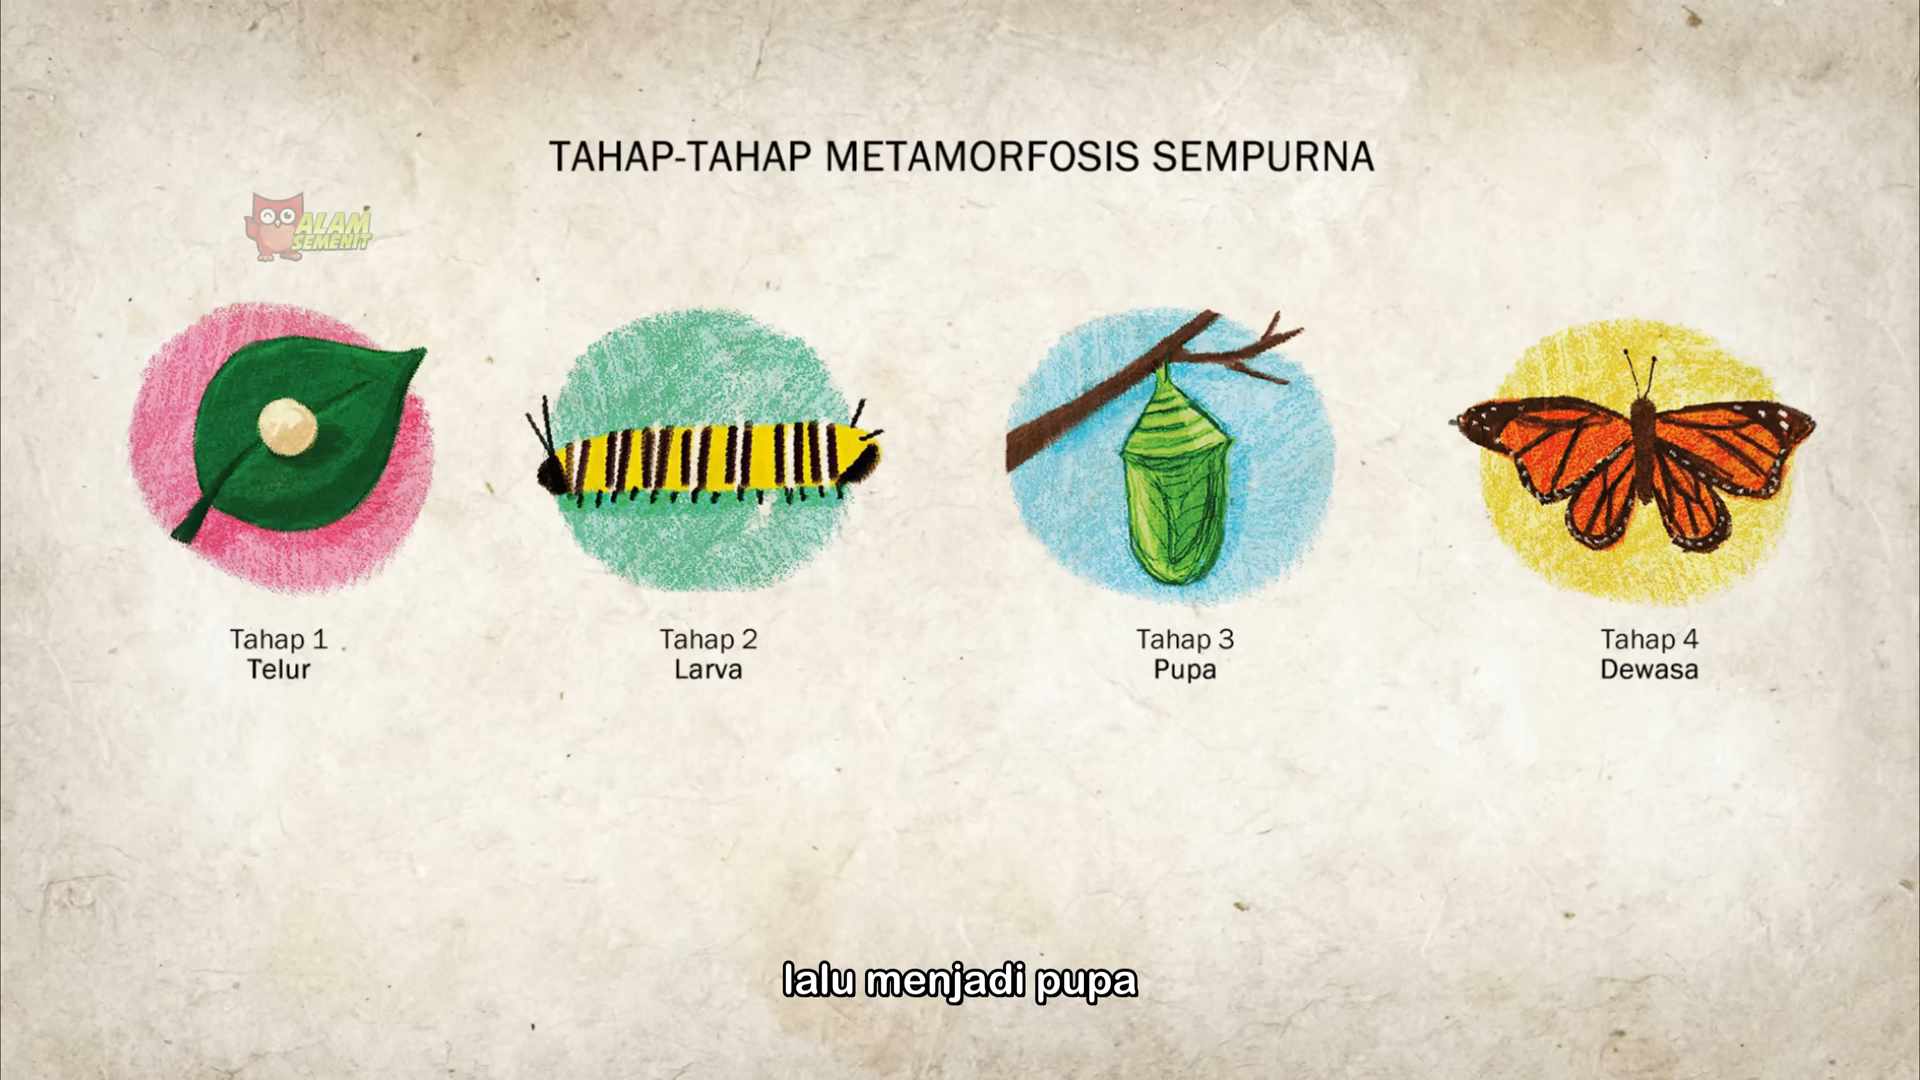 TAHAP-TAHAP METAMORFOSIS SEMPURNA
ALAM
SEMENIT
Tahap 1
Telur
Tahap 2
Larva
Tahap 3
Pupa
Tahap 4
Dewasa
lalu menjadi pupa